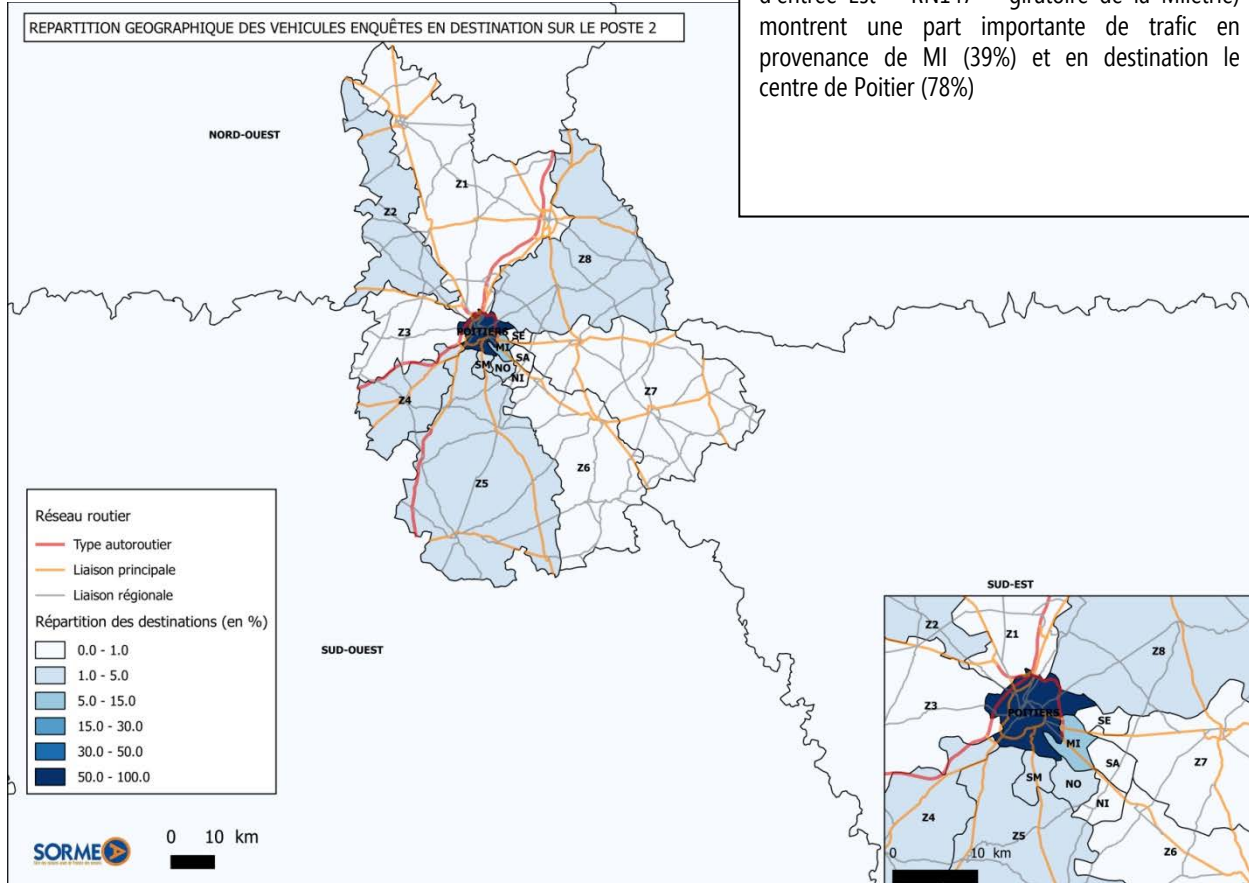 REPARTITION GEOGRAPHIQUE DES VEHICULES ENQUÊTES EN DESTINATION SUR LE POSTE 2
montrent une part importante de trafic en
provenance de MI (39%) et en destination le
centre de Poitier (78%)
NORD-OUEST
Z1
Z2
Z8
Z3
POITIERS
SE
MI
SA
SM
NO
NI
Z4
Z7
Z5
Z6
SUD-OUEST
SUD-EST
Réseau routier
Type autoroutier
Liaison principale
Liaison régionale
Répartition des destinations (en %)
0.0 - 1.0
1.0 - 5.0
5.0 - 15.0
15.0 - 30.0
30.0 - 50.0
50.0 - 100.0
SORMEA
0 10 km
Z2
Z1
Z8
Z3
POITIERS
SE
MI
SA
Z7
SM
NO
NI
Z4
Z5
Z6
0 10 km